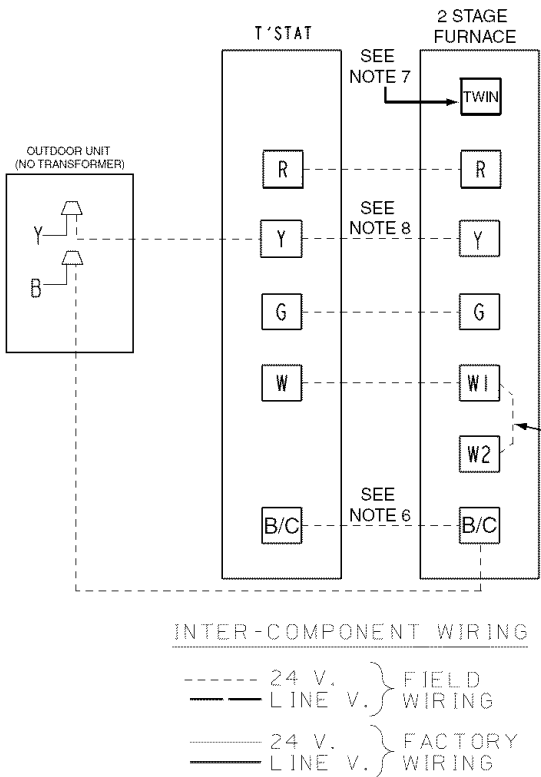 2 STAGE
FURNACE
T'STAT
SEE
NOTE 7
TWIN
OUTDOOR UNIT
(NO TRANSFORMER)
R
R
Y
Y
SEE
NOTE 8
Y
B
G
G
W
W1
W2
SEE
NOTE 6
B/C
B/C
INTER-COMPONENT WIRING
24 V.
LINE V.
FIELD
WIRING
24 V.
LINE V.
FACTORY
WIRING